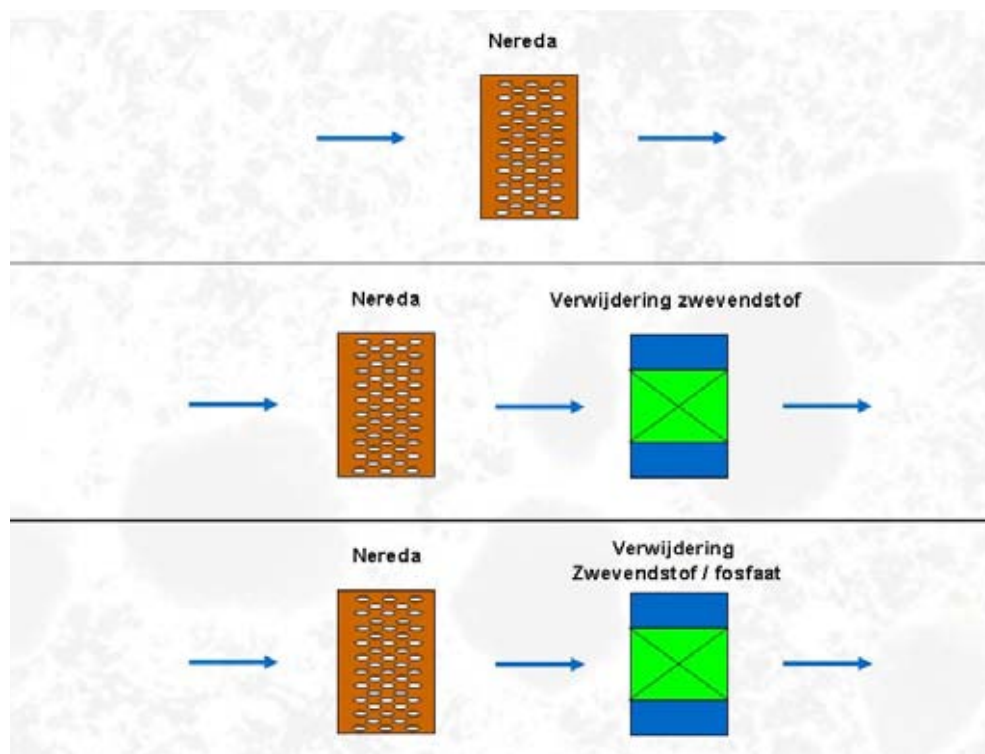 Nereda
Nereda
Verwijdering zwevendstof
Nereda
Verwijdering
Zwevendstof / fosfaat